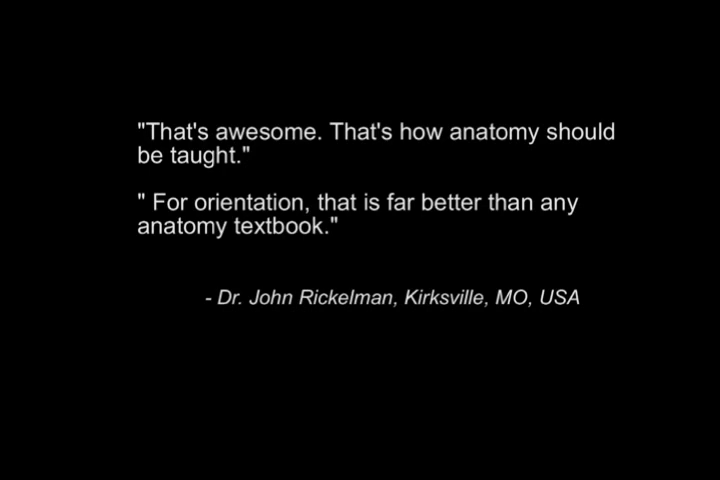 "That's awesome. That's how anatomy should
be taught."
" For orientation, that is far better than any
anatomy textbook."
- Dr. John Rickelman, Kirksville, MO, USA